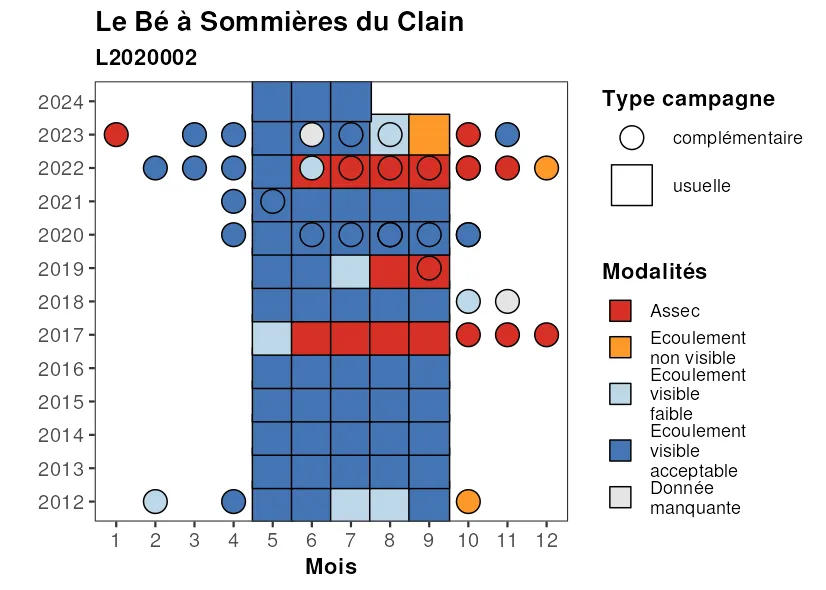 Le Bé à Sommières du Clain
L2020002
2024
2023
2022
2021
2020
2019
2018
2017
2016
2015
2014
2013
2012
1 2 3 4 5 6 7 8 9 10 11 12
Mois
Type campagne
complémentaire
usuelle
Modalités
Assec
Ecoulement
non visible
Ecoulement
visible
faible
Ecoulement
visible
acceptable
Donnée
manquante